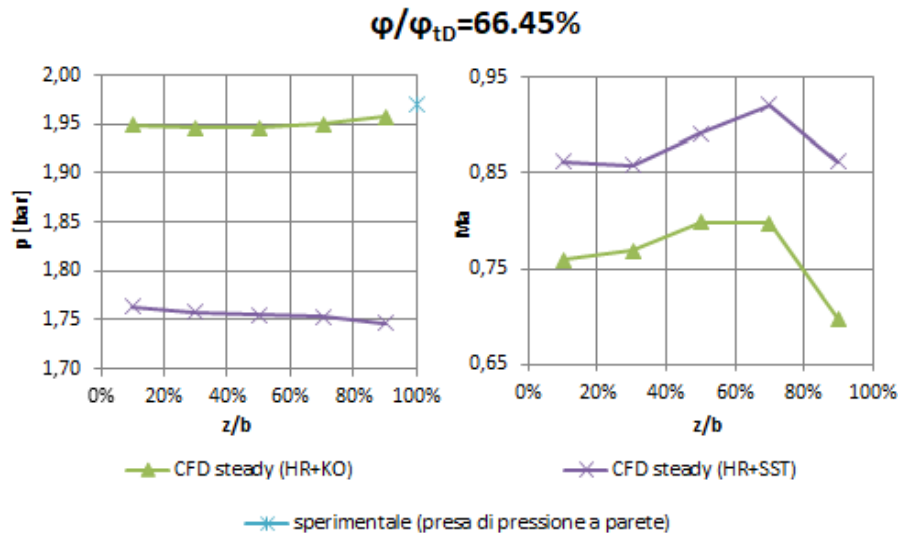 φ/φtD=66.45%
2,00
1,95
1,90
1,85
1,80
1,75
1,70
p [bar]
0% 20% 40% 60% 80% 100%
z/b
0,95
0,85
0,75
0,65
Ma
0% 20% 40% 60% 80% 100%
z/b
CFD steady (HR+KO)
CFD steady (HR+SST)
sperimentale (presa di pressione a parete)